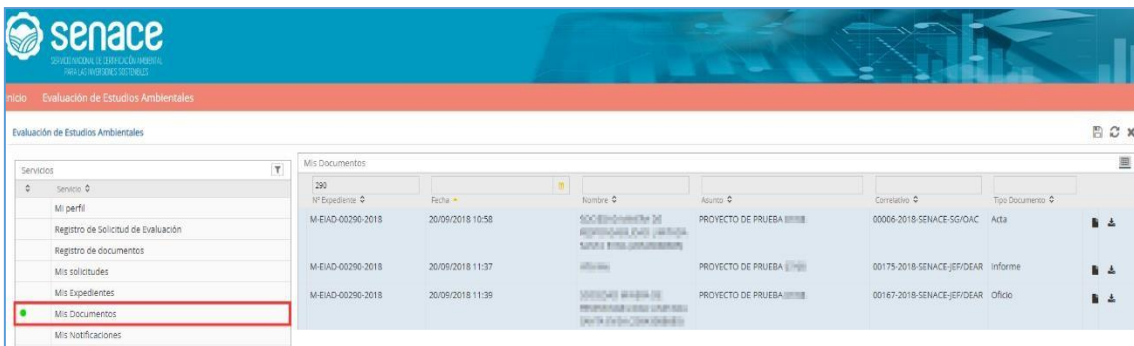 senace
SERVICIO NACIONAL DE CERTIFICACIÓN AMBIENTAL
PARA LAS INVERSIONES SOSTENIBLES
nicio Evaluación de Estudios Ambientales
Evaluación de Estudios Ambientales
Servicios
Servicio
Mi perfil
Registro de Solicitud de Evaluación
Registro de documentos
Mis solicitudes
Mis Expedientes
Mis Documentos
Mis Notificaciones
Mis Documentos
290
N° Expediente Fecha Nombre Asunto Correlativo Tipo Documento
M-EIAD-00290-2018 20/09/2018 10:58 PROYECTO DE PRUEBA 00006-2018-SENACE-SG/OAC Acta
M-EIAD-00290-2018 20/09/2018 11:37 PROYECTO DE PRUEBA 00175-2018-SENACE-JEF/DEAR Informe
M-EIAD-00290-2018 20/09/2018 11:39 PROYECTO DE PRUEBA 00167-2018-SENACE-JEF/DEAR Oficio